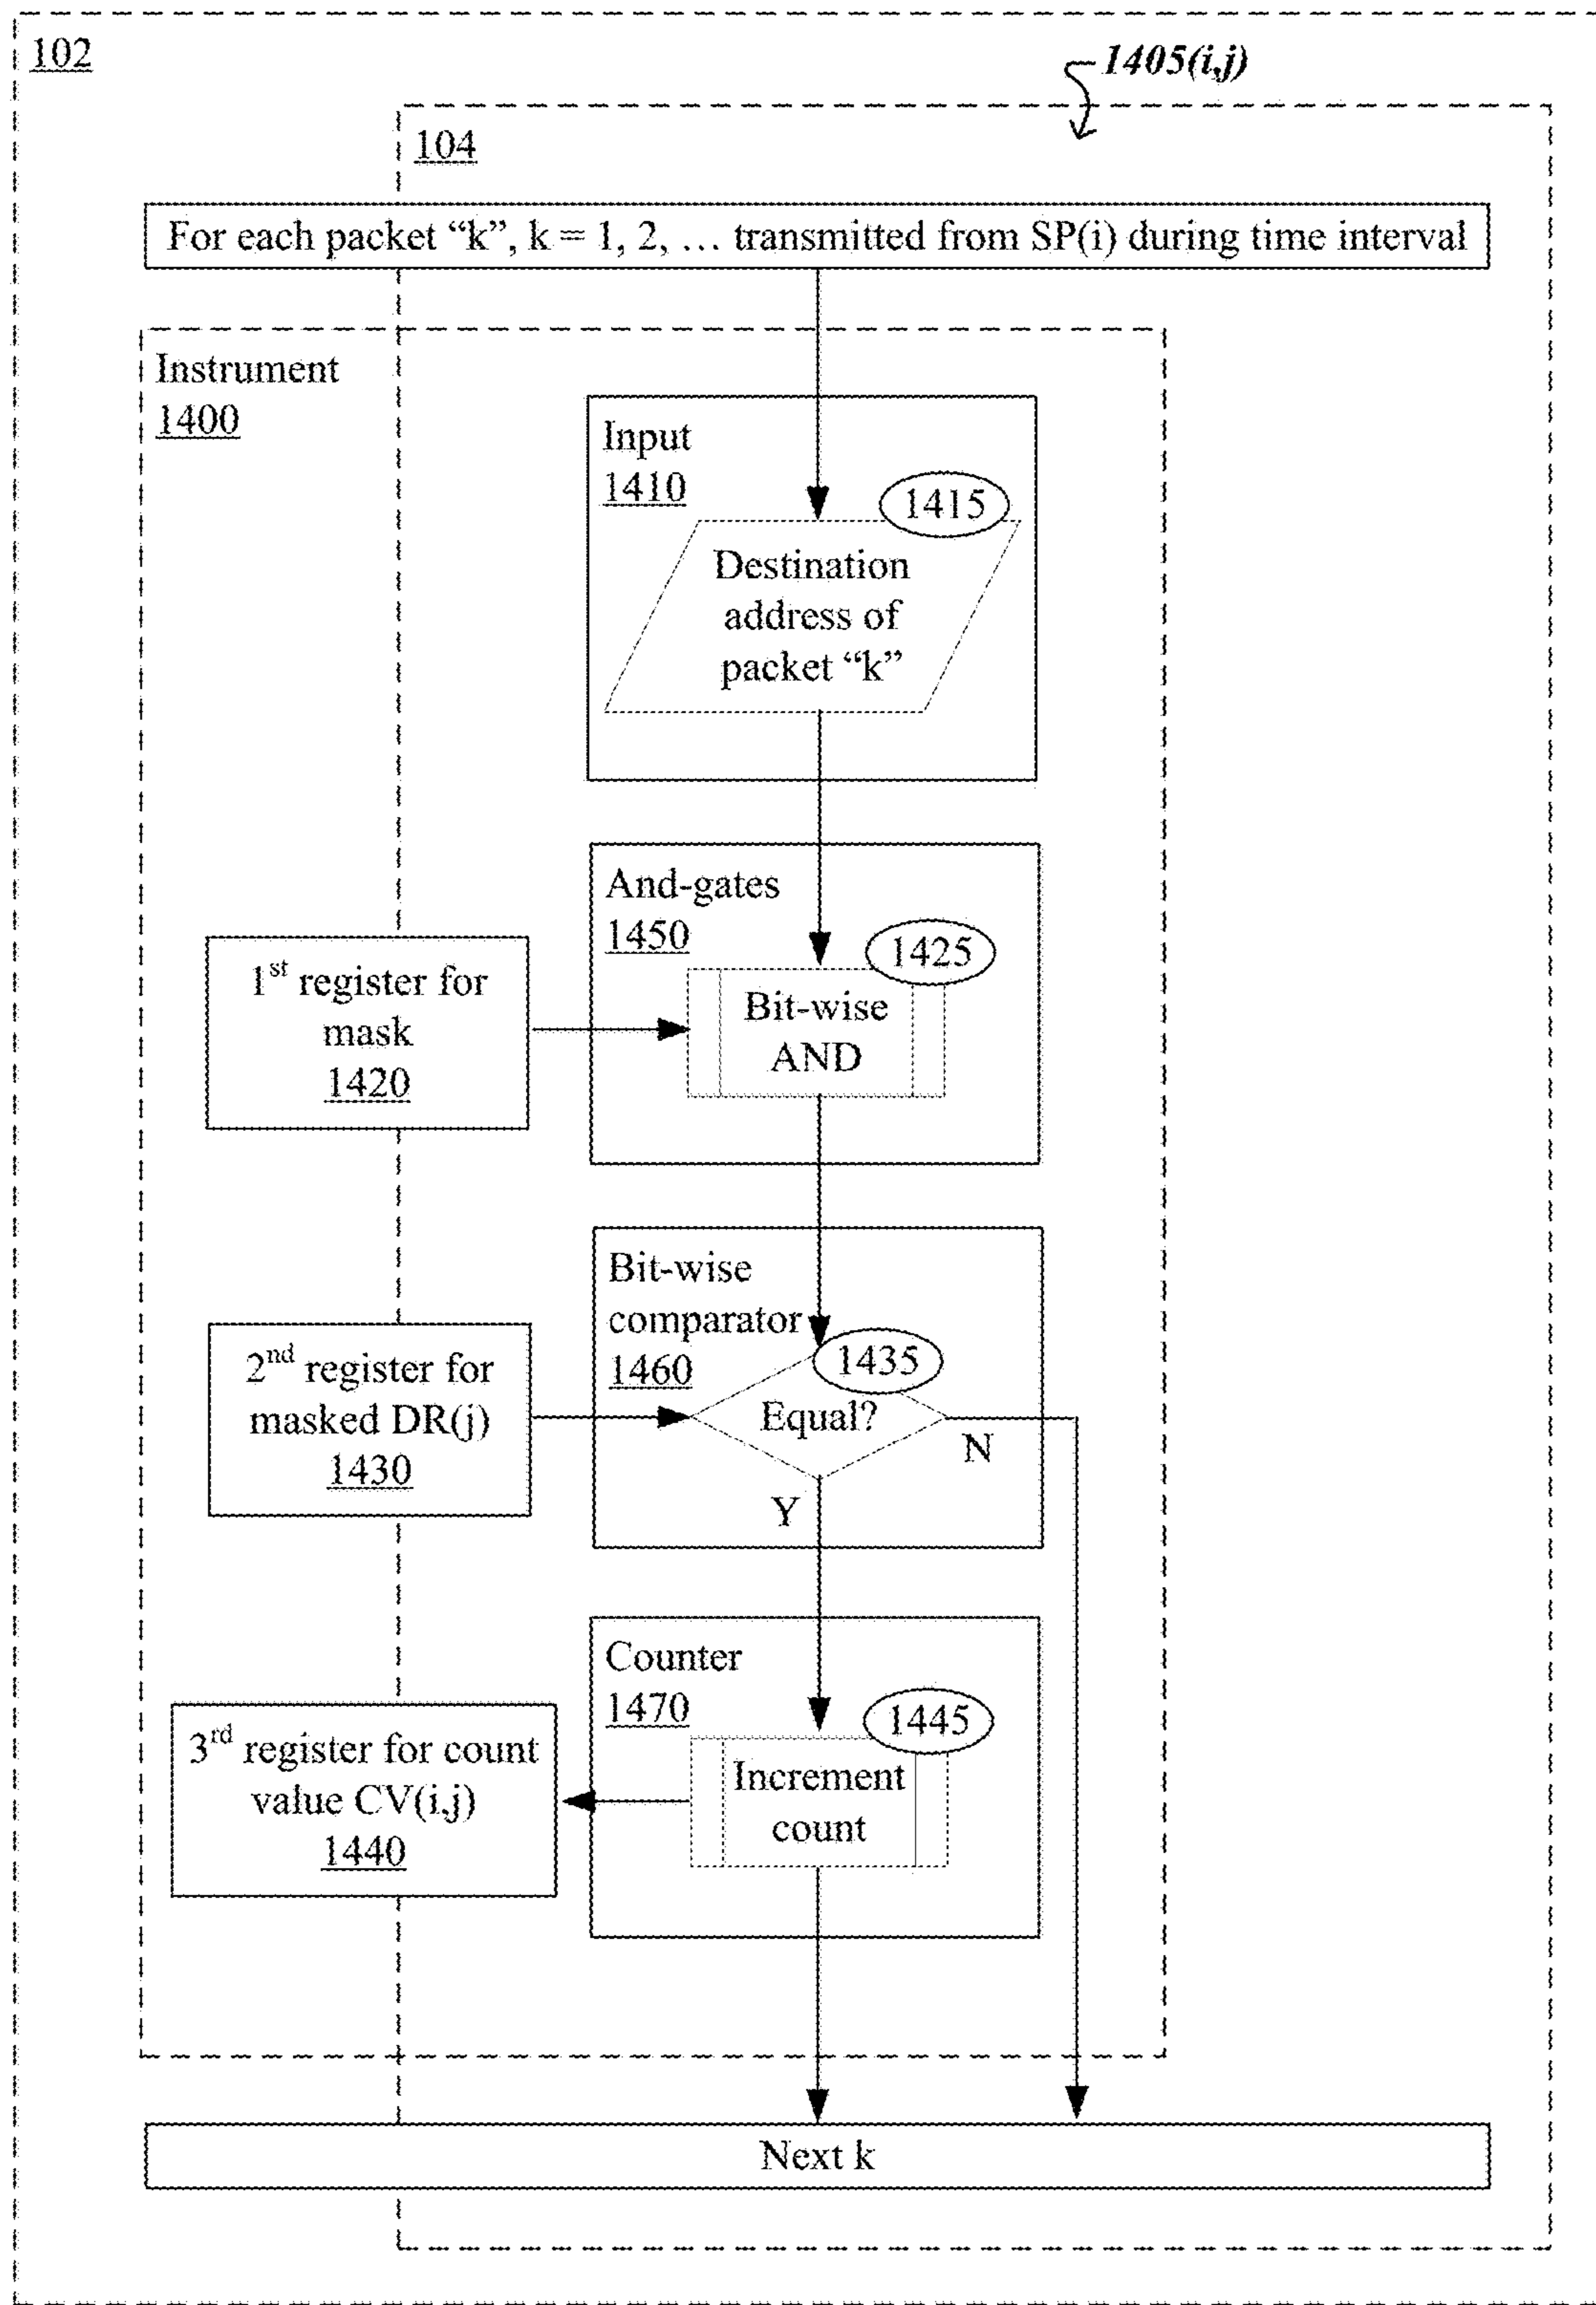 102
1405(i,j)
104
For each packet “k”, k = 1, 2, … transmitted from SP(i) during time interval
Instrument
1400
Input
1410
1415
Destination
address of
packet “k”
And-gates
1450
1425
Bit-wise
AND
1st register for
mask
1420
Bit-wise
comparator
1460
1435
Equal?
N
Y
2nd register for
masked DR(j)
1430
Counter
1470
1445
Increment
count
3rd register for count
value CV(i,j)
1440
Next k